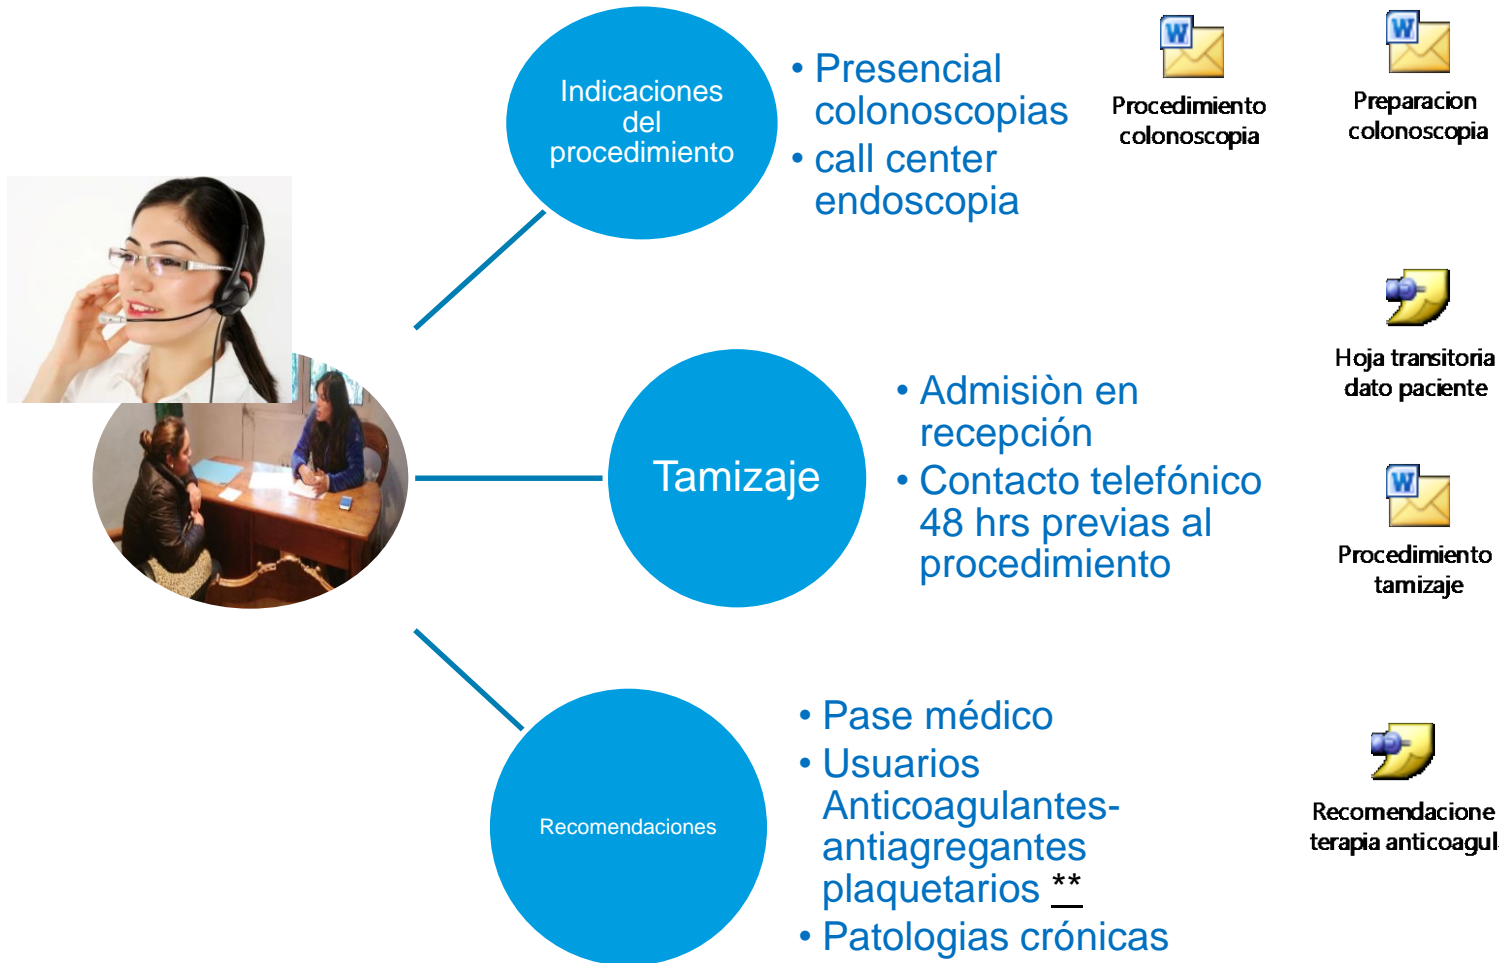 Indicaciones
del
procedimiento
• Presencial
colonoscopias
• call center
endoscopia
Procedimiento
colonoscopia
Preparacion
colonoscopia
Tamizaje
• Admisiòn en
recepción
• Contacto telefónico
48 hrs previas al
procedimiento
Hoja transitoria
dato paciente
Procedimiento
tamizaje
Recomendaciones
• Pase médico
• Usuarios
Anticoagulantes-
antiagregantes
plaquetarios **
• Patologias crónicas
Recomendacione
terapia anticoagul